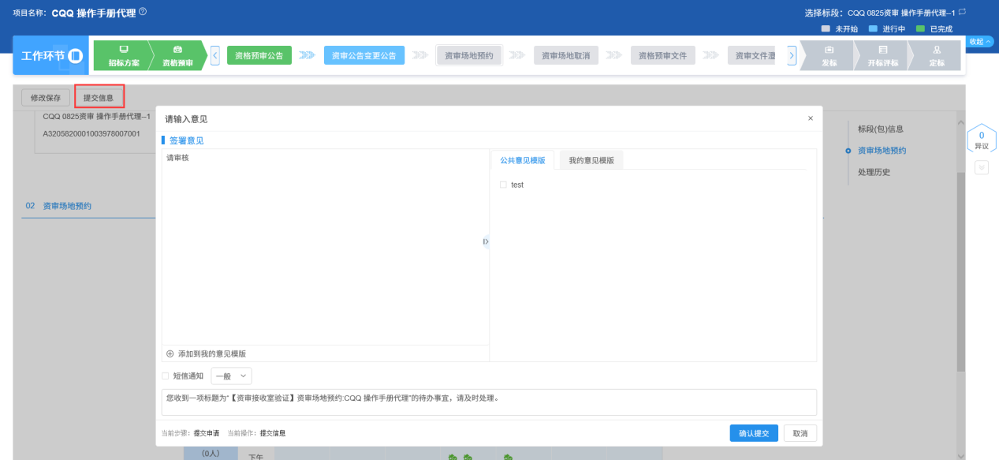 项目名称：CQQ 操作手册代理
选择标段：CQQ 0825资审 操作手册代理--1
未开始 进行中 已完成
工作环节 招标方案 资格预审 资格预审公告 资审公告变更公告 资审场地预约 资审场地取消 资格预审文件 资审文件澄 发标 开标评标 定标 收起
修改保存 提交信息
CQQ 0825资审 操作手册代理--1
A3205820001003978007001
02 资审场地预约
请输入意见 ×
签署意见
请审核
公共意见模版 我的意见模版
test
添加到我的意见模版
短信通知 一般
您收到一项标题为"【资审接收室验证】资审场地预约:CQQ 操作手册代理"的待办事宜，请及时处理。
当前步骤：提交申请 当前操作：提交信息
确认提交 取消
标段(包)信息
资审场地预约
处理历史
0
异议
(0人)
下午